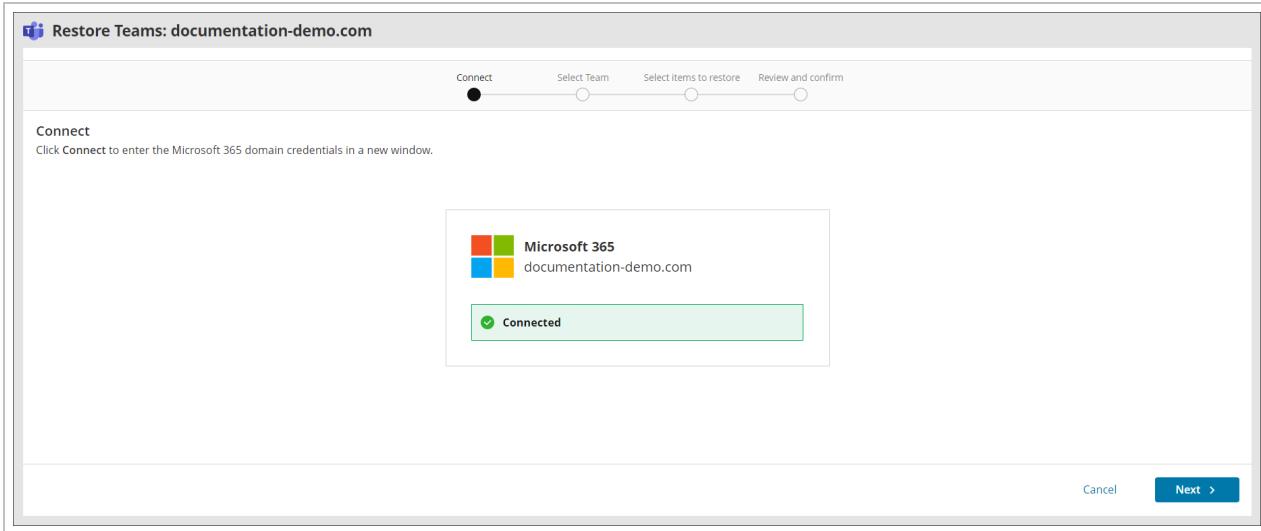 Restore Teams: documentation-demo.com
Connect Select Team Select items to restore Review and confirm
Connect
Click Connect to enter the Microsoft 365 domain credentials in a new window.
Microsoft 365
documentation-demo.com
Connected
Cancel Next >